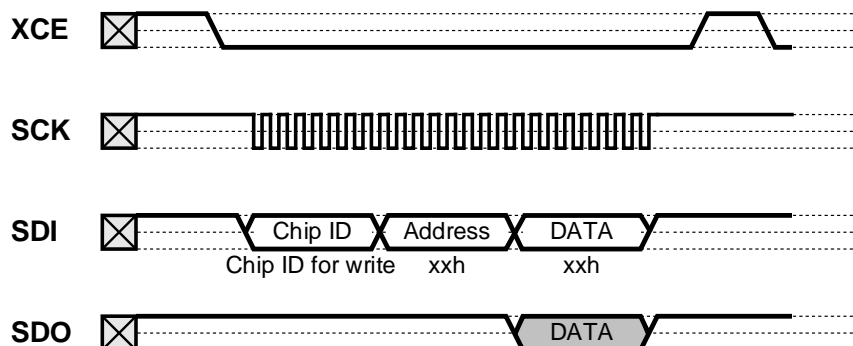 XCE
SCK
SDI Chip ID Address DATA
Chip ID for write xxh xxh
SDO DATA